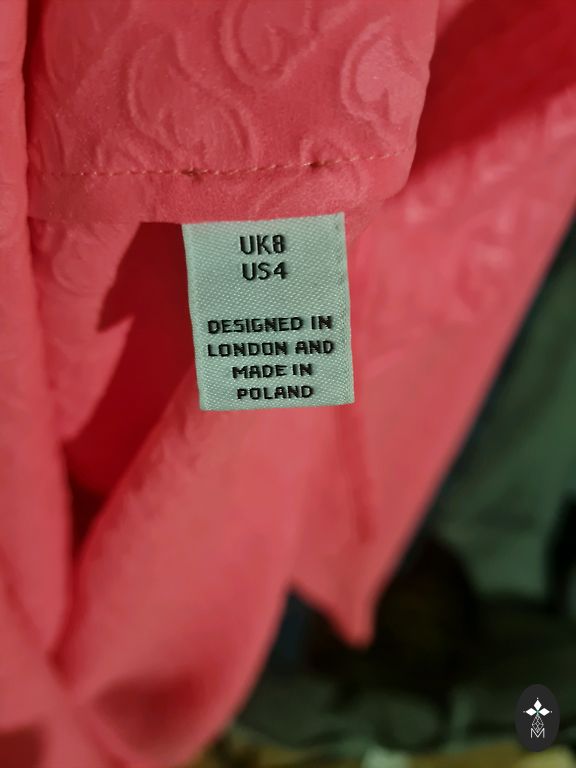 UK8
US4
DESIGNED IN
LONDON AND
MADE IN
POLAND
M